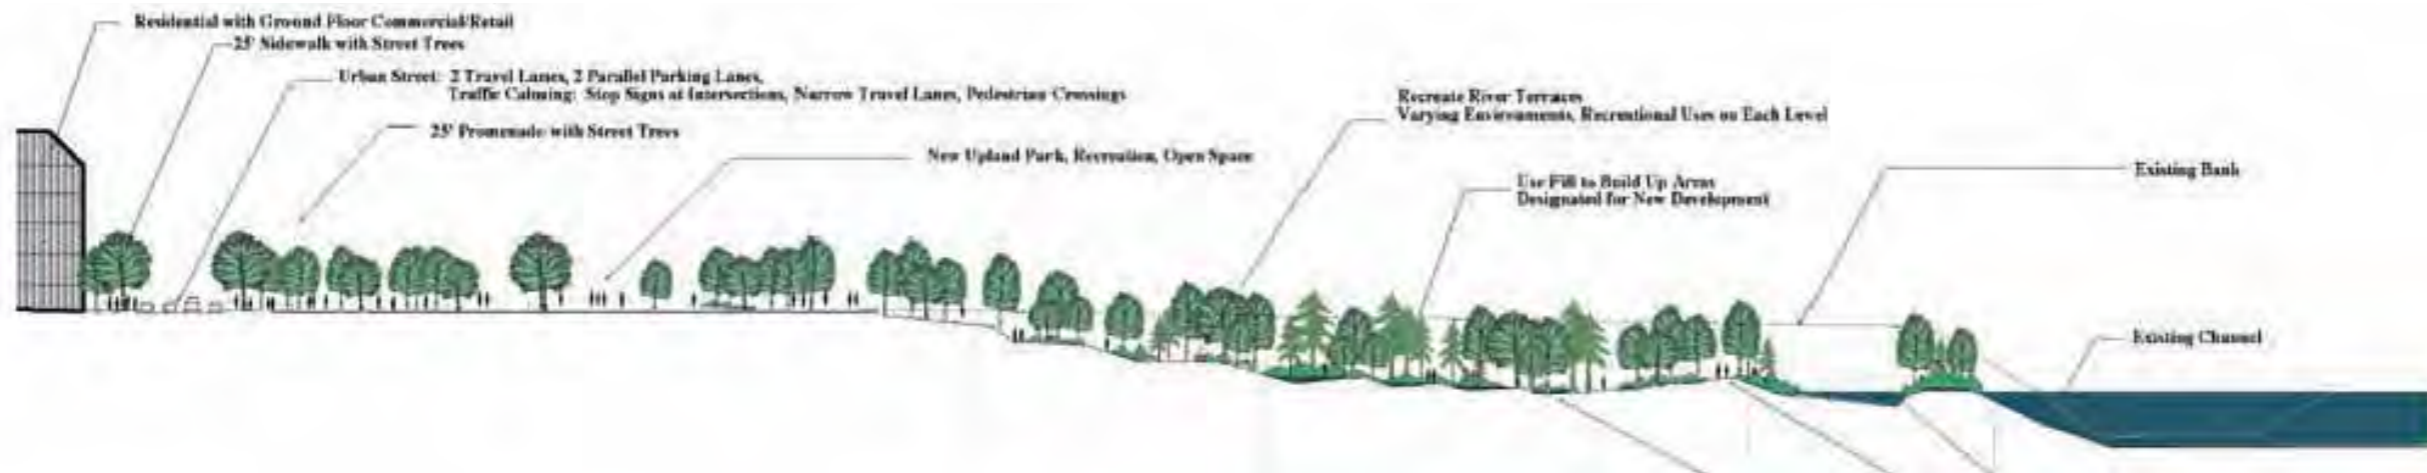 Residential with Ground Floor Commercial/Retail
25' Sidewalk with Street Trees
Urban Street: 2 Travel Lanes, 2 Parallel Parking Lanes,
Traffic Calming: Stop Signs at Intersections, Narrow Travel Lanes, Pedestrian Crossings
25' Promenade with Street Trees
New Upland Park, Recreation, Open Space
Recreate River Terraces
Varying Environments, Recreational Uses on Each Level
Use Fill to Build Up Areas
Designated for New Development
Existing Bank
Existing Channel